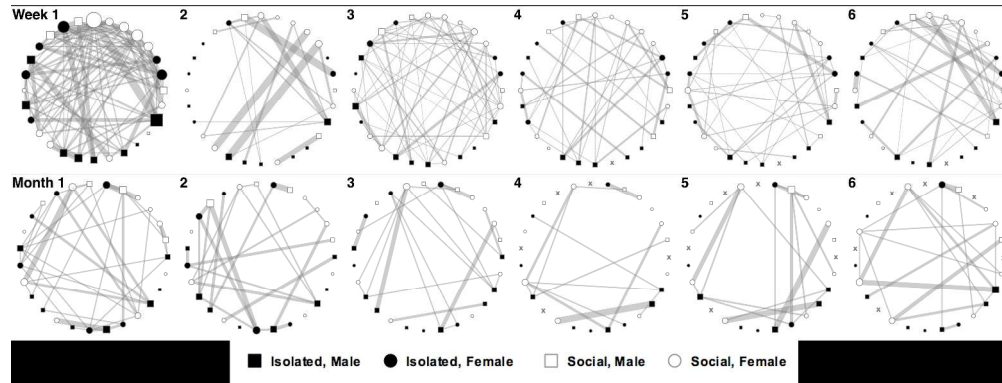 Week 1 2 3 4 5 6
x x
Month 1 2 3 4 5 6
x x x x
x x
x x x
x x
x x
Isolated, Male Isolated, Female Social, Male Social, Female